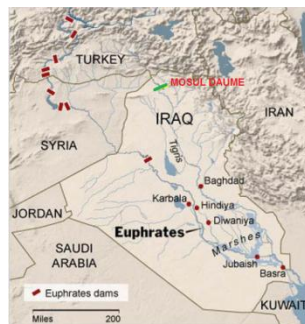 TURKEY
MOSUL DAUME
IRAQ
IRAN
SYRIA
Tigris
Baghdad
Karbala
Hindiya
Diwaniya
JORDAN
Euphrates
Marshes
SAUDI
ARABIA
Jubaish
Basra
KUWAIT
Euphrates dams
Miles 200